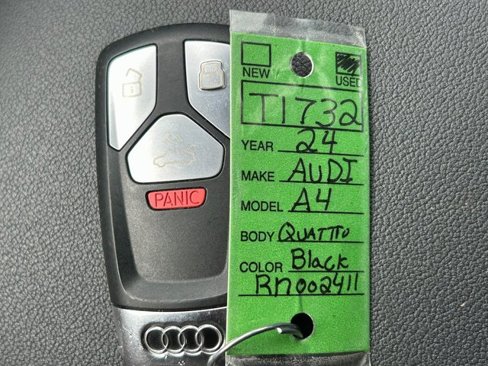 NEW USED
T1732
YEAR 24
MAKE AUDI
MODEL A4
BODY QUATTRO
COLOR Black
RN002411
PANIC